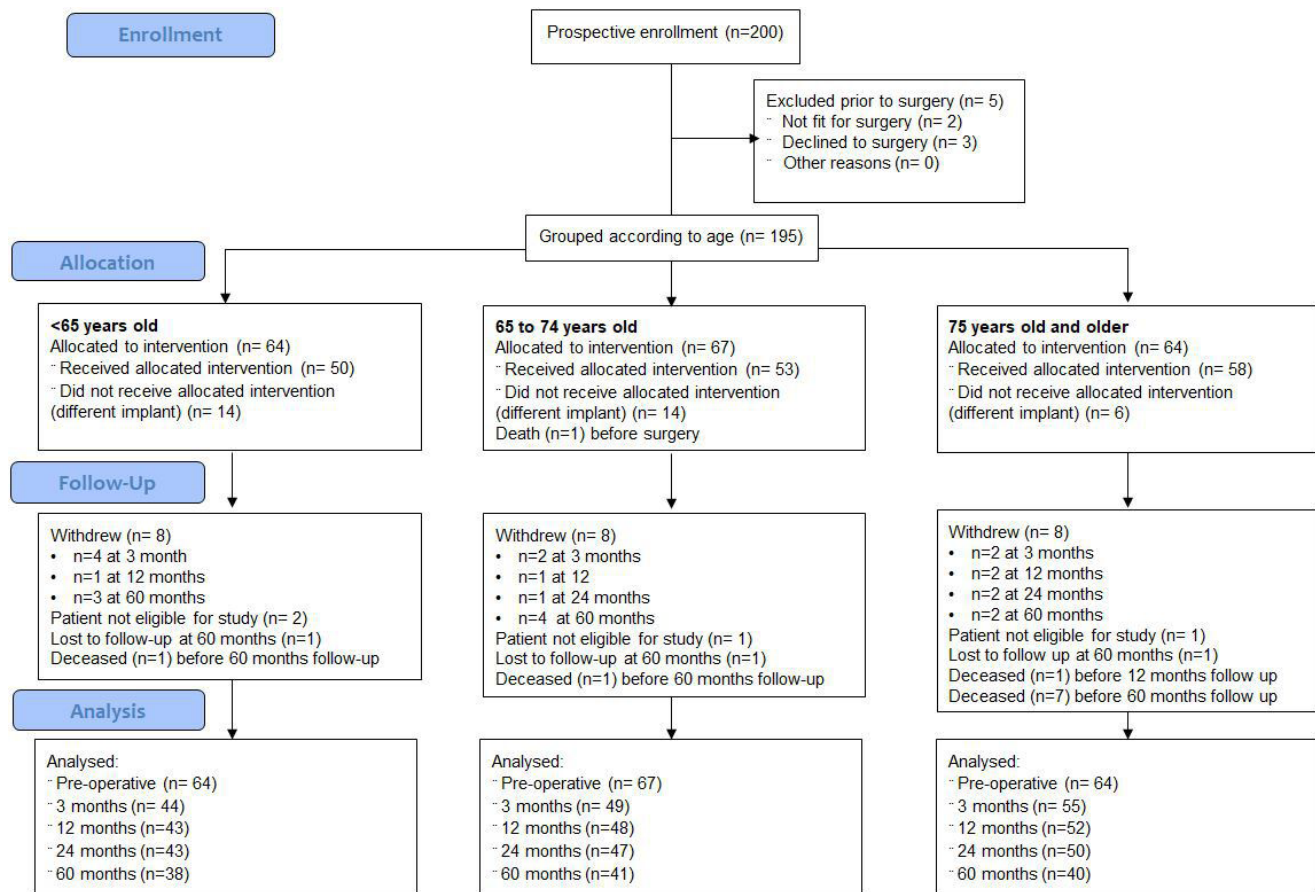 Enrollment
Prospective enrollment (n=200)
Excluded prior to surgery (n= 5)
¨ Not fit for surgery (n= 2)
¨ Declined to surgery (n= 3)
¨ Other reasons (n= 0)
Grouped according to age (n= 195)
Allocation
<65 years old
Allocated to intervention (n= 64)
¨ Received allocated intervention (n= 50)
¨ Did not receive allocated intervention
(different implant) (n= 14)
65 to 74 years old
Allocated to intervention (n= 67)
¨ Received allocated intervention (n= 53)
¨ Did not receive allocated intervention
(different implant) (n= 14)
Death (n=1) before surgery
75 years old and older
Allocated to intervention (n= 64)
¨ Received allocated intervention (n= 58)
¨ Did not receive allocated intervention
(different implant) (n= 6)
Follow-Up
Withdrew (n= 8)
• n=4 at 3 month
• n=1 at 12 months
• n=3 at 60 months
Patient not eligible for study (n= 2)
Lost to follow-up at 60 months (n=1)
Deceased (n=1) before 60 months follow-up
Withdrew (n= 8)
• n=2 at 3 months
• n=1 at 12
• n=1 at 24 months
• n=4 at 60 months
Patient not eligible for study (n= 1)
Lost to follow-up at 60 months (n=1)
Deceased (n=1) before 60 months follow-up
Withdrew (n= 8)
• n=2 at 3 months
• n=2 at 12 months
• n=2 at 24 months
• n=2 at 60 months
Patient not eligible for study (n= 1)
Lost to follow up at 60 months (n=1)
Deceased (n=1) before 12 months follow up
Deceased (n=7) before 60 months follow up
Analysis
Analysed:
¨ Pre-operative (n= 64)
¨ 3 months (n= 44)
¨ 12 months (n=43)
¨ 24 months (n=43)
¨ 60 months (n=38)
Analysed:
¨ Pre-operative (n= 67)
¨ 3 months (n= 49)
¨ 12 months (n=48)
¨ 24 months (n=47)
¨ 60 months (n=41)
Analysed:
¨ Pre-operative (n= 64)
¨ 3 months (n= 55)
¨ 12 months (n=52)
¨ 24 months (n=50)
¨ 60 months (n=40)